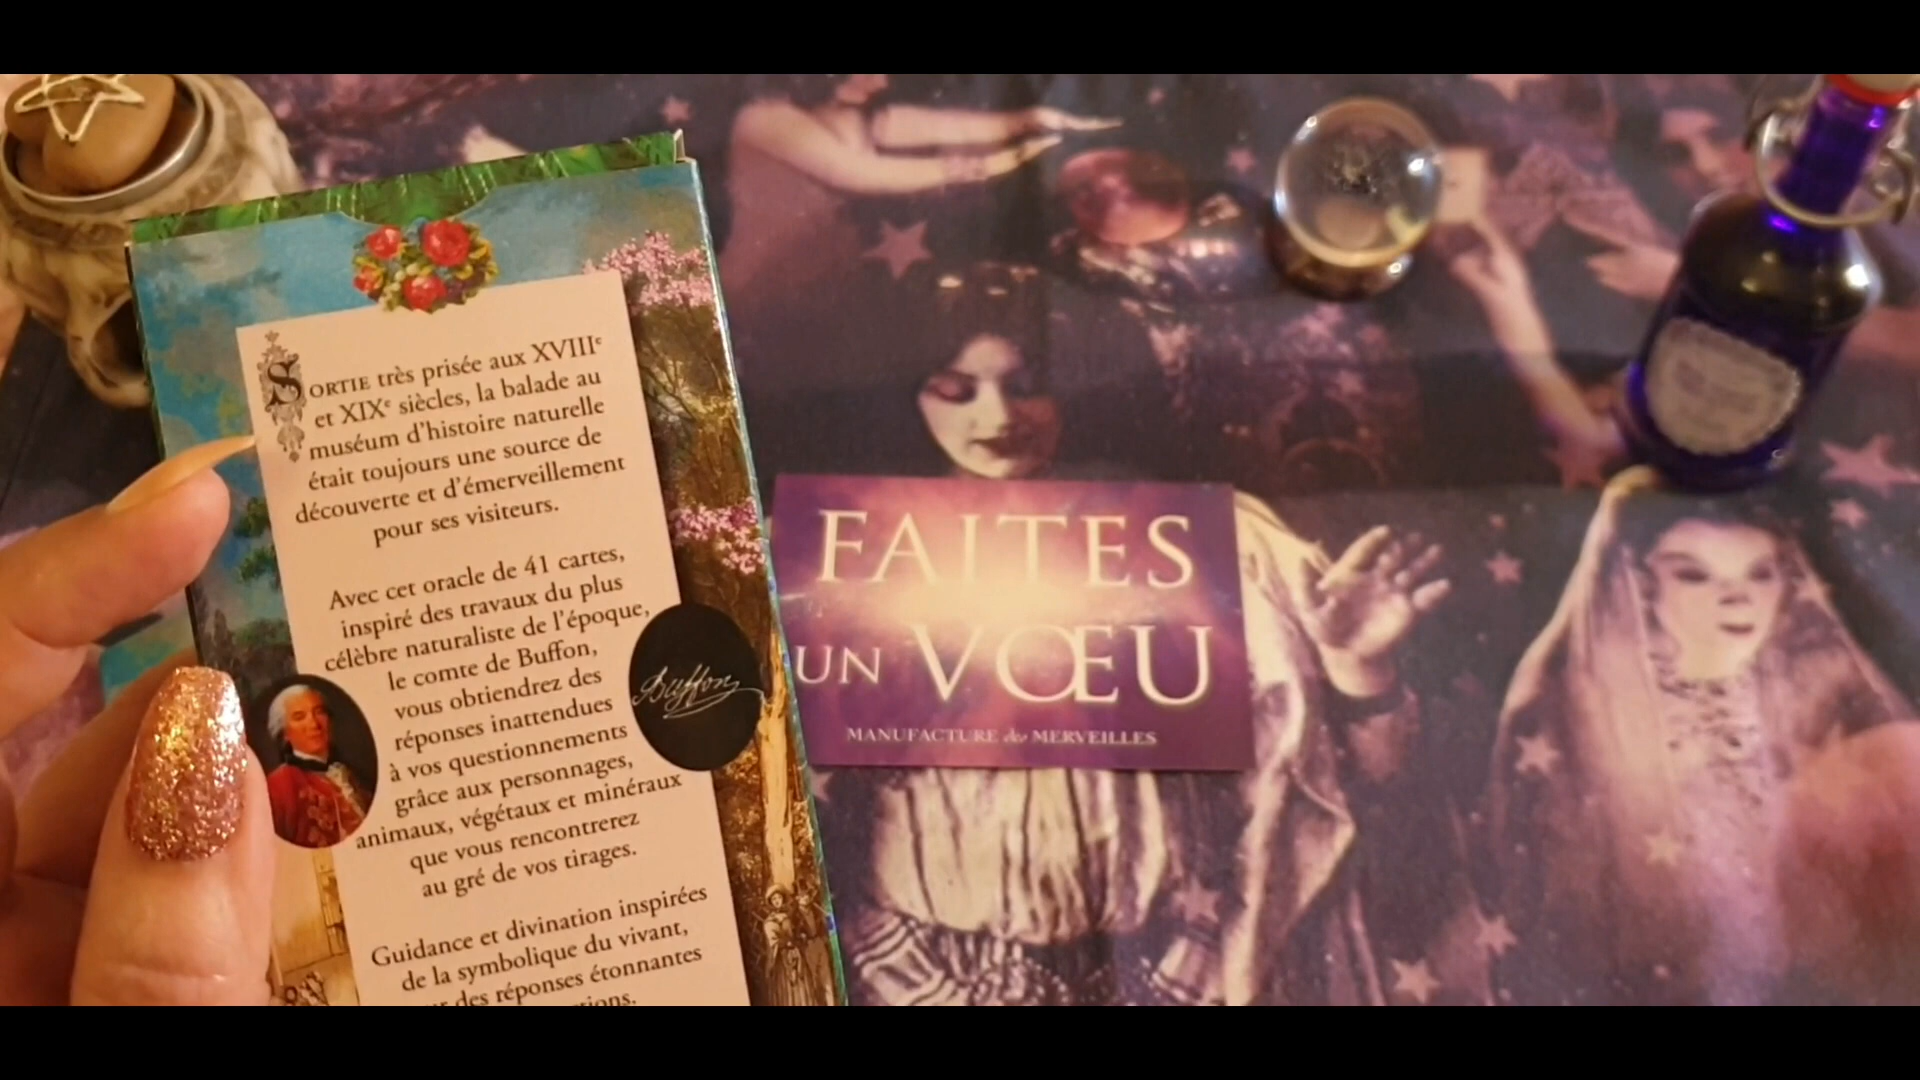 SORTIE très prisée aux XVIIIe
et XIXe siècles, la balade au
muséum d'histoire naturelle
était toujours une source de
découverte et d'émerveillement
pour ses visiteurs.
Avec cet oracle de 41 cartes,
inspiré des travaux du plus
célèbre naturaliste de l'époque,
le comte de Buffon,
vous obtiendrez des
réponses inattendues
à vos questionnements
grâce aux personnages,
animaux, végétaux et minéraux
que vous rencontrerez
au gré de vos tirages.
Guidance et divination inspirées
de la symbolique du vivant,
des réponses étonnantes
Buffon
FAITES
UN VŒU
MANUFACTURE des MERVEILLES